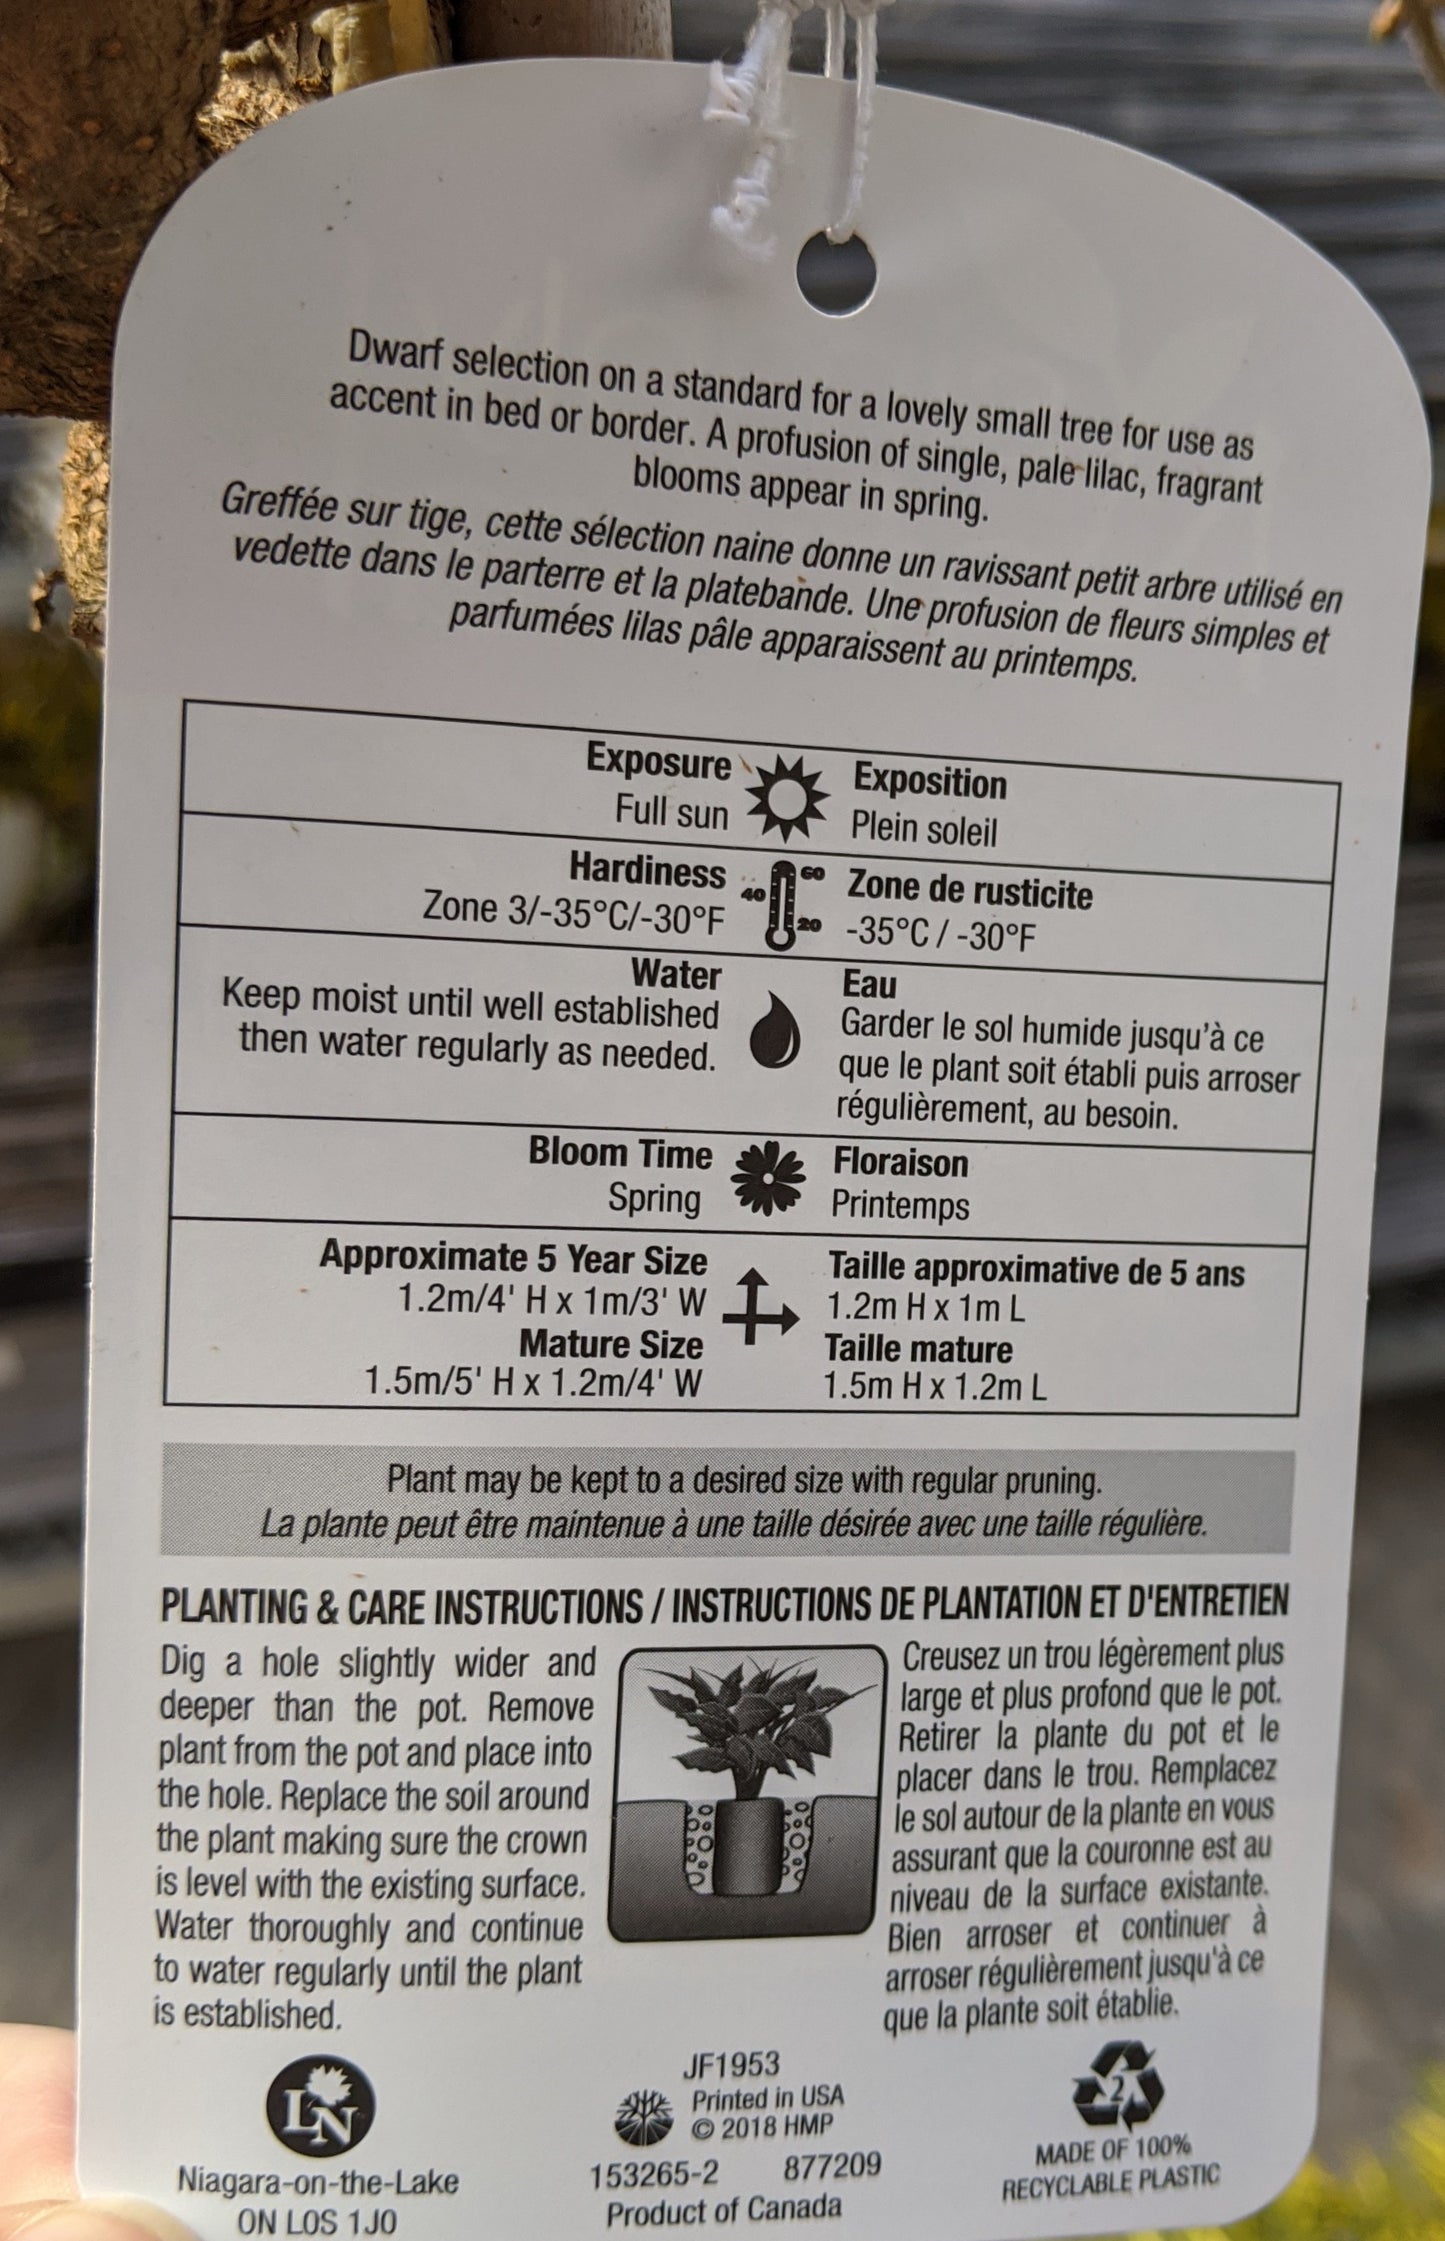 Dwarf selection on a standard for a lovely small tree for use as
accent in bed or border. A profusion of single, pale lilac, fragrant
blooms appear in spring.
Greffée sur tige, cette sélection naine donne un ravissant petit arbre utilisé en
vedette dans le parterre et la platebande. Une profusion de fleurs simples et
parfumées lilas pâle apparaissent au printemps.
Exposure
Full sun
Exposition
Plein soleil
Hardiness
Zone 3/-35°C/-30°F
60
40
20
Zone de rusticite
-35°C / -30°F
Water
Keep moist until well established
then water regularly as needed.
Eau
Garder le sol humide jusqu'à ce
que le plant soit établi puis arroser
régulièrement, au besoin.
Bloom Time
Spring
Floraison
Printemps
Approximate 5 Year Size
1.2m/4' H x 1m/3' W
Mature Size
1.5m/5' H x 1.2m/4' W
Taille approximative de 5 ans
1.2m H x 1m L
Taille mature
1.5m H x 1.2m L
Plant may be kept to a desired size with regular pruning.
La plante peut être maintenue à une taille désirée avec une taille régulière.
PLANTING & CARE INSTRUCTIONS / INSTRUCTIONS DE PLANTATION ET D'ENTRETIEN
Dig a hole slightly wider and
deeper than the pot. Remove
plant from the pot and place into
the hole. Replace the soil around
the plant making sure the crown
is level with the existing surface.
Water thoroughly and continue
to water regularly until the plant
is established.
Creusez un trou légèrement plus
large et plus profond que le pot.
Retirer la plante du pot et le
placer dans le trou. Remplacez
le sol autour de la plante en vous
assurant que la couronne est au
niveau de la surface existante.
Bien arroser et continuer à
arroser régulièrement jusqu'à ce
que la plante soit établie.
LN
Niagara-on-the-Lake
ON LOS 1J0
JF1953
Printed in USA
© 2018 HMP
153265-2 877209
Product of Canada
2
MADE OF 100%
RECYCLABLE PLASTIC